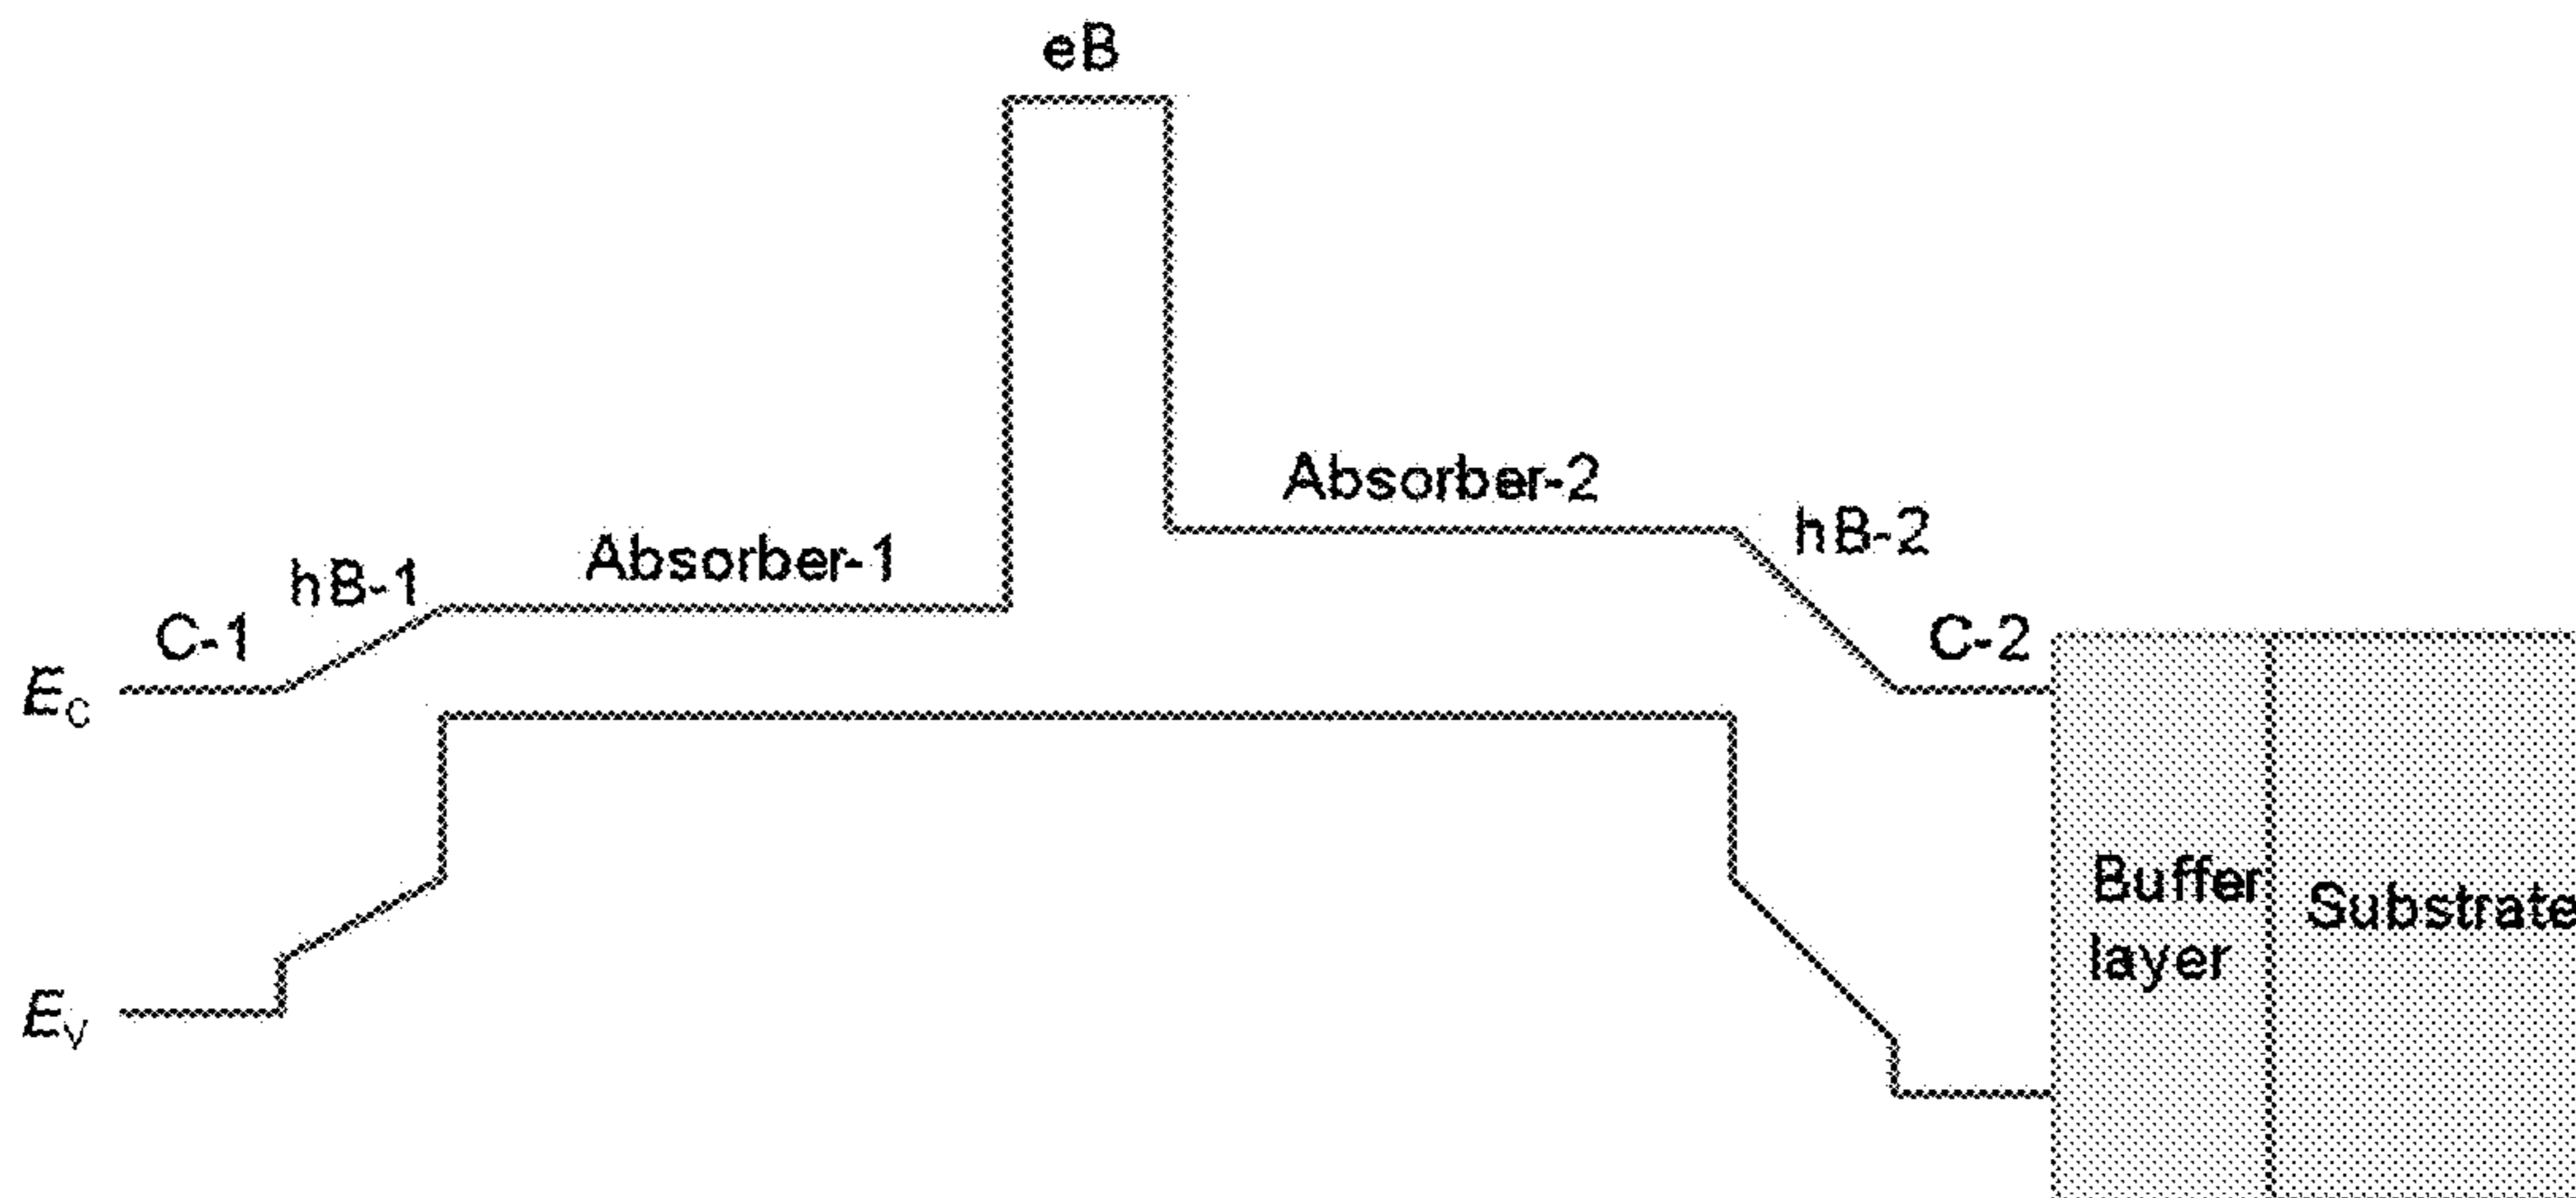 eB
Absorber-2
hB-2
Absorber-1
hB-1
C-1
C-2
EC
EV
Buffer
layer
Substrate